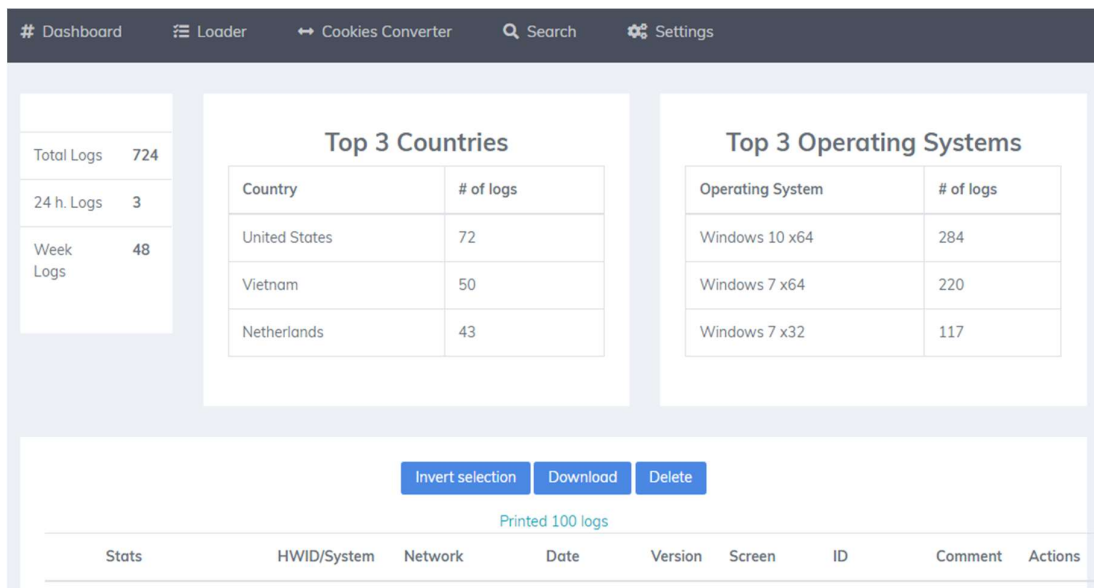 # Dashboard Loader Cookies Converter Search Settings
Total Logs 724
24 h. Logs 3
Week Logs 48
Top 3 Countries
Country # of logs
United States 72
Vietnam 50
Netherlands 43
Top 3 Operating Systems
Operating System # of logs
Windows 10 x64 284
Windows 7 x64 220
Windows 7 x32 117
Invert selection Download Delete
Printed 100 logs
Stats HWID/System Network Date Version Screen ID Comment Actions